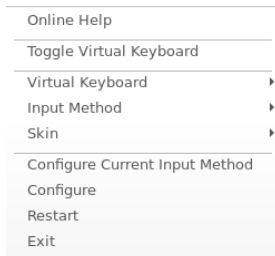 Online Help
Toggle Virtual Keyboard
Virtual Keyboard
Input Method
Skin
Configure Current Input Method
Configure
Restart
Exit